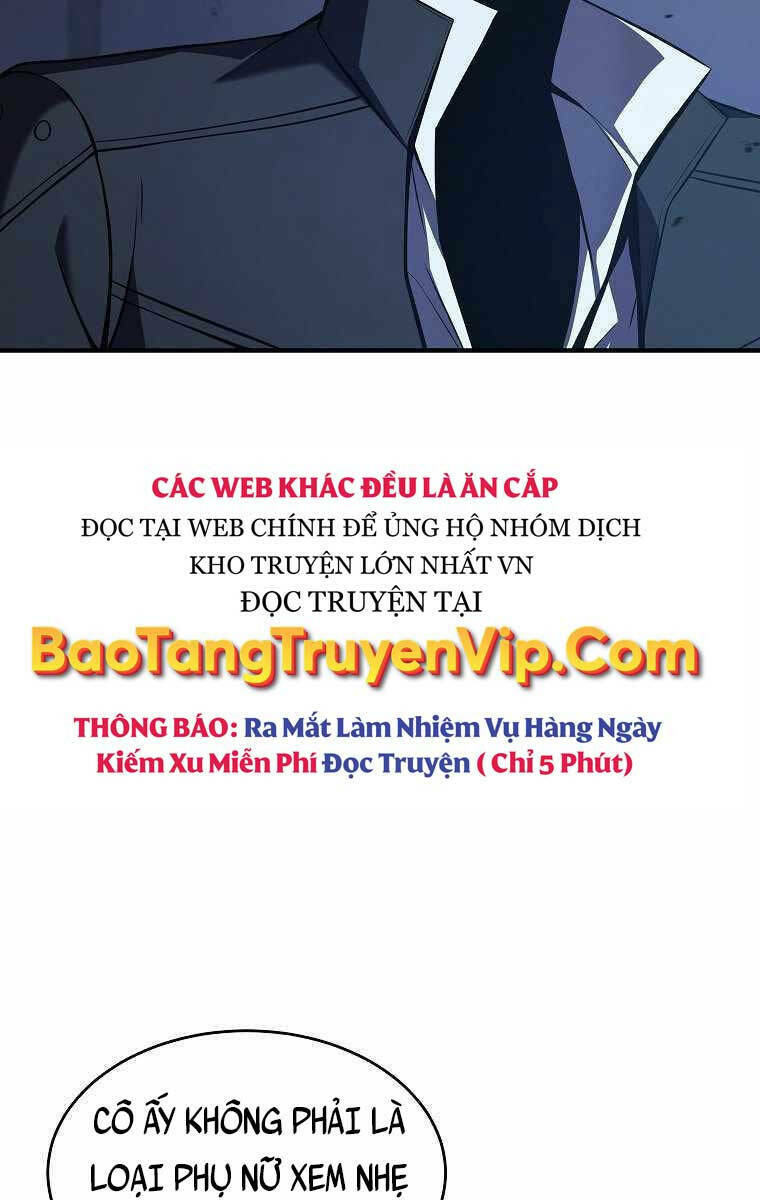 CÁC WEB KHÁC ĐỀU LÀ ĂN CẮP
ĐỌC TẠI WEB CHÍNH ĐỂ ỦNG HỘ NHÓM DỊCH
KHO TRUYỆN LỚN NHẤT VN
ĐỌC TRUYỆN TẠI
BaoTangTruyenVip.Com
THÔNG BÁO: Ra Mắt Làm Nhiệm Vụ Hàng Ngày
Kiếm Xu Miễn Phí Đọc Truyện ( Chỉ 5 Phút)
CÔ ẤY KHÔNG PHẢI LÀ
LOẠI PHỤ NỮ XEM NHẸ